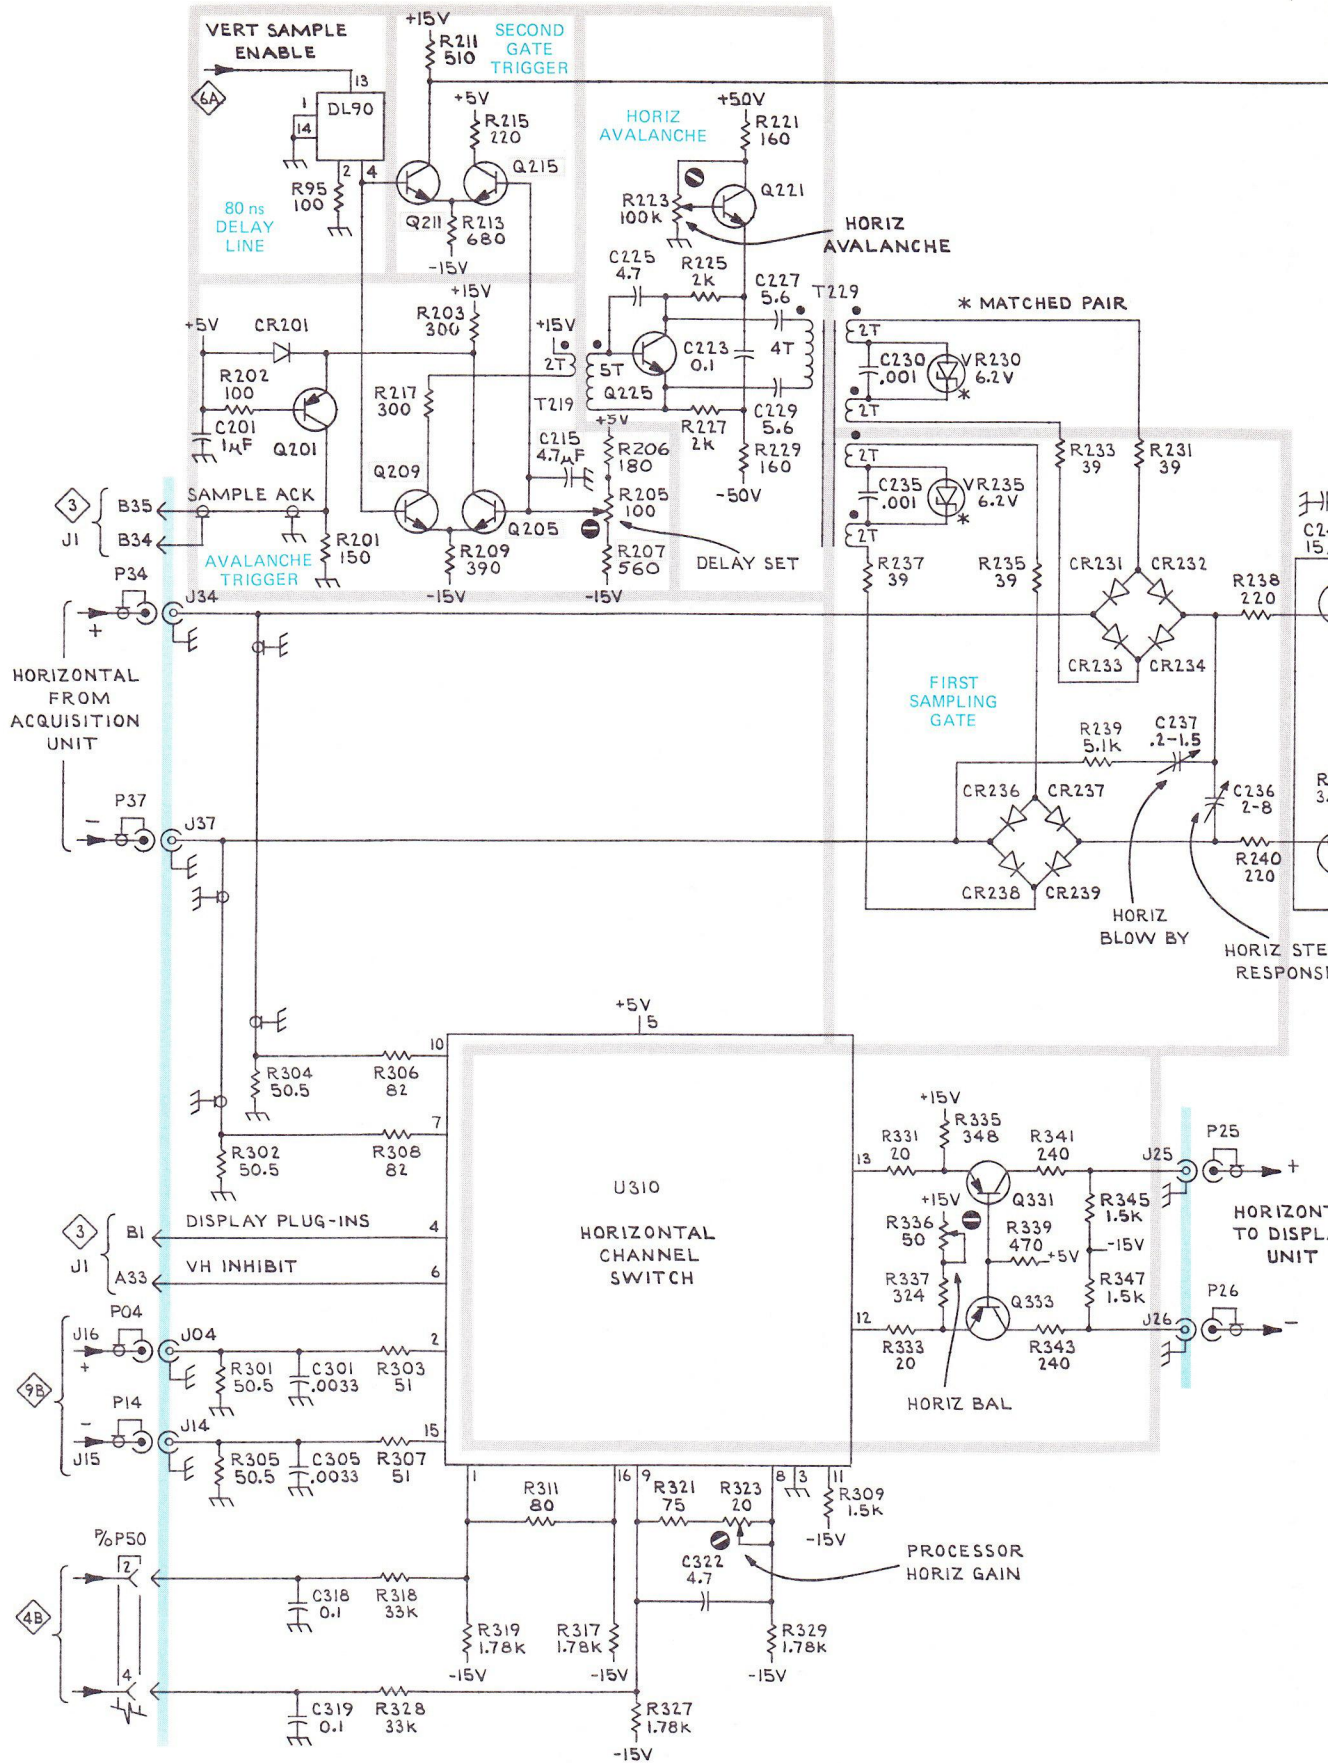 VERT SAMPLE
ENABLE
6A
13
1
14
DL90
2
4
R95
100
80 ns
DELAY
LINE
+15V
R211
510
SECOND
GATE
TRIGGER
+5V
R215
220
Q215
Q211
R213
680
-15V
HORIZ
AVALANCHE
+50V
R221
160
R223
100K
Q221
HORIZ
AVALANCHE
C225
4.7
R225
2K
C227
5.6
T229
* MATCHED PAIR
+5V
CR201
R202
100
C201
1µF
Q201
+15V
R203
300
R217
300
+15V
2T
5T
T219
Q225
C223
0.1
4T
R227
2K
C229
5.6
R229
160
-50V
2T
C230
.001
VR230
6.2V
*
2T
2T
C235
.001
VR235
6.2V
*
2T
R233
39
R231
39
C215
4.7µF
+5V
R206
180
R205
100
R207
560
-15V
DELAY SET
Q209
Q205
R209
390
-15V
3
J1
B35
B34
SAMPLE ACK
R201
150
AVALANCHE
TRIGGER
R237
39
R235
39
CR231
CR232
CR233
CR234
R238
220
C24
15,
P34
J34
+
HORIZONTAL
FROM
ACQUISITION
UNIT
P37
J37
-
FIRST
SAMPLING
GATE
R239
5.1K
C237
.2-1.5
C236
2-8
R
3.
CR236
CR237
CR238
CR239
R240
220
HORIZ
BLOW BY
HORIZ STE
RESPONSE
+5V
5
10
R304
50.5
R306
82
7
R302
50.5
R308
82
U310
HORIZONTAL
CHANNEL
SWITCH
3
J1
B1
DISPLAY PLUG-INS
4
A33
VH INHIBIT
6
+15V
R335
348
R331
20
13
R341
240
Q331
+15V
R336
50
R339
470
+5V
R337
324
Q333
12
R333
20
R343
240
R345
1.5K
-15V
R347
1.5K
J25
P25
+
J26
P26
-
HORIZONT
TO DISPLA
UNIT
HORIZ BAL
9B
P04
J16
+
J04
R301
50.5
C301
.0033
R303
51
2
P14
-
J15
J14
R305
50.5
C305
.0033
R307
51
15
1
16
9
8
3
11
R311
80
R321
75
R323
20
R309
1.5K
-15V
C322
4.7
PROCESSOR
HORIZ GAIN
P/O P50
2
4B
C318
0.1
R318
33K
R319
1.78K
-15V
R317
1.78K
-15V
R329
1.78K
-15V
4
C319
0.1
R328
33K
R327
1.78K
-15V